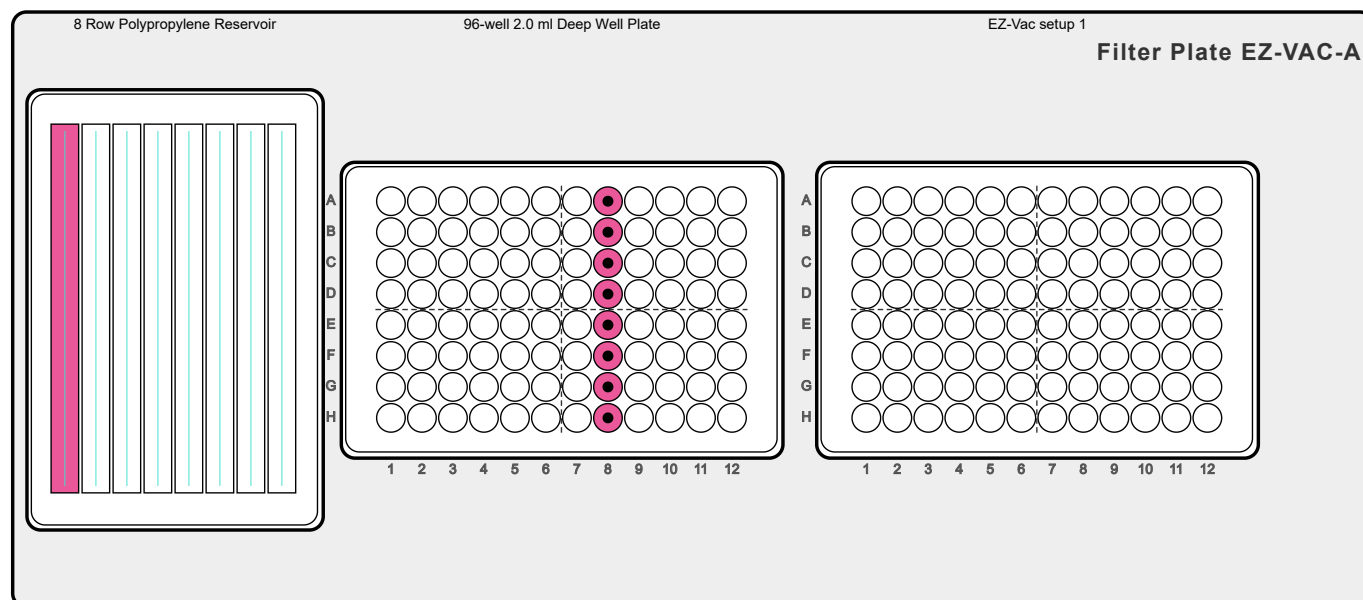 8 Row Polypropylene Reservoir
96-well 2.0 ml Deep Well Plate
EZ-Vac setup 1
Filter Plate EZ-VAC-A
A
B
C
D
E
F
G
H
1 2 3 4 5 6 7 8 9 10 11 12
A
B
C
D
E
F
G
H
1 2 3 4 5 6 7 8 9 10 11 12